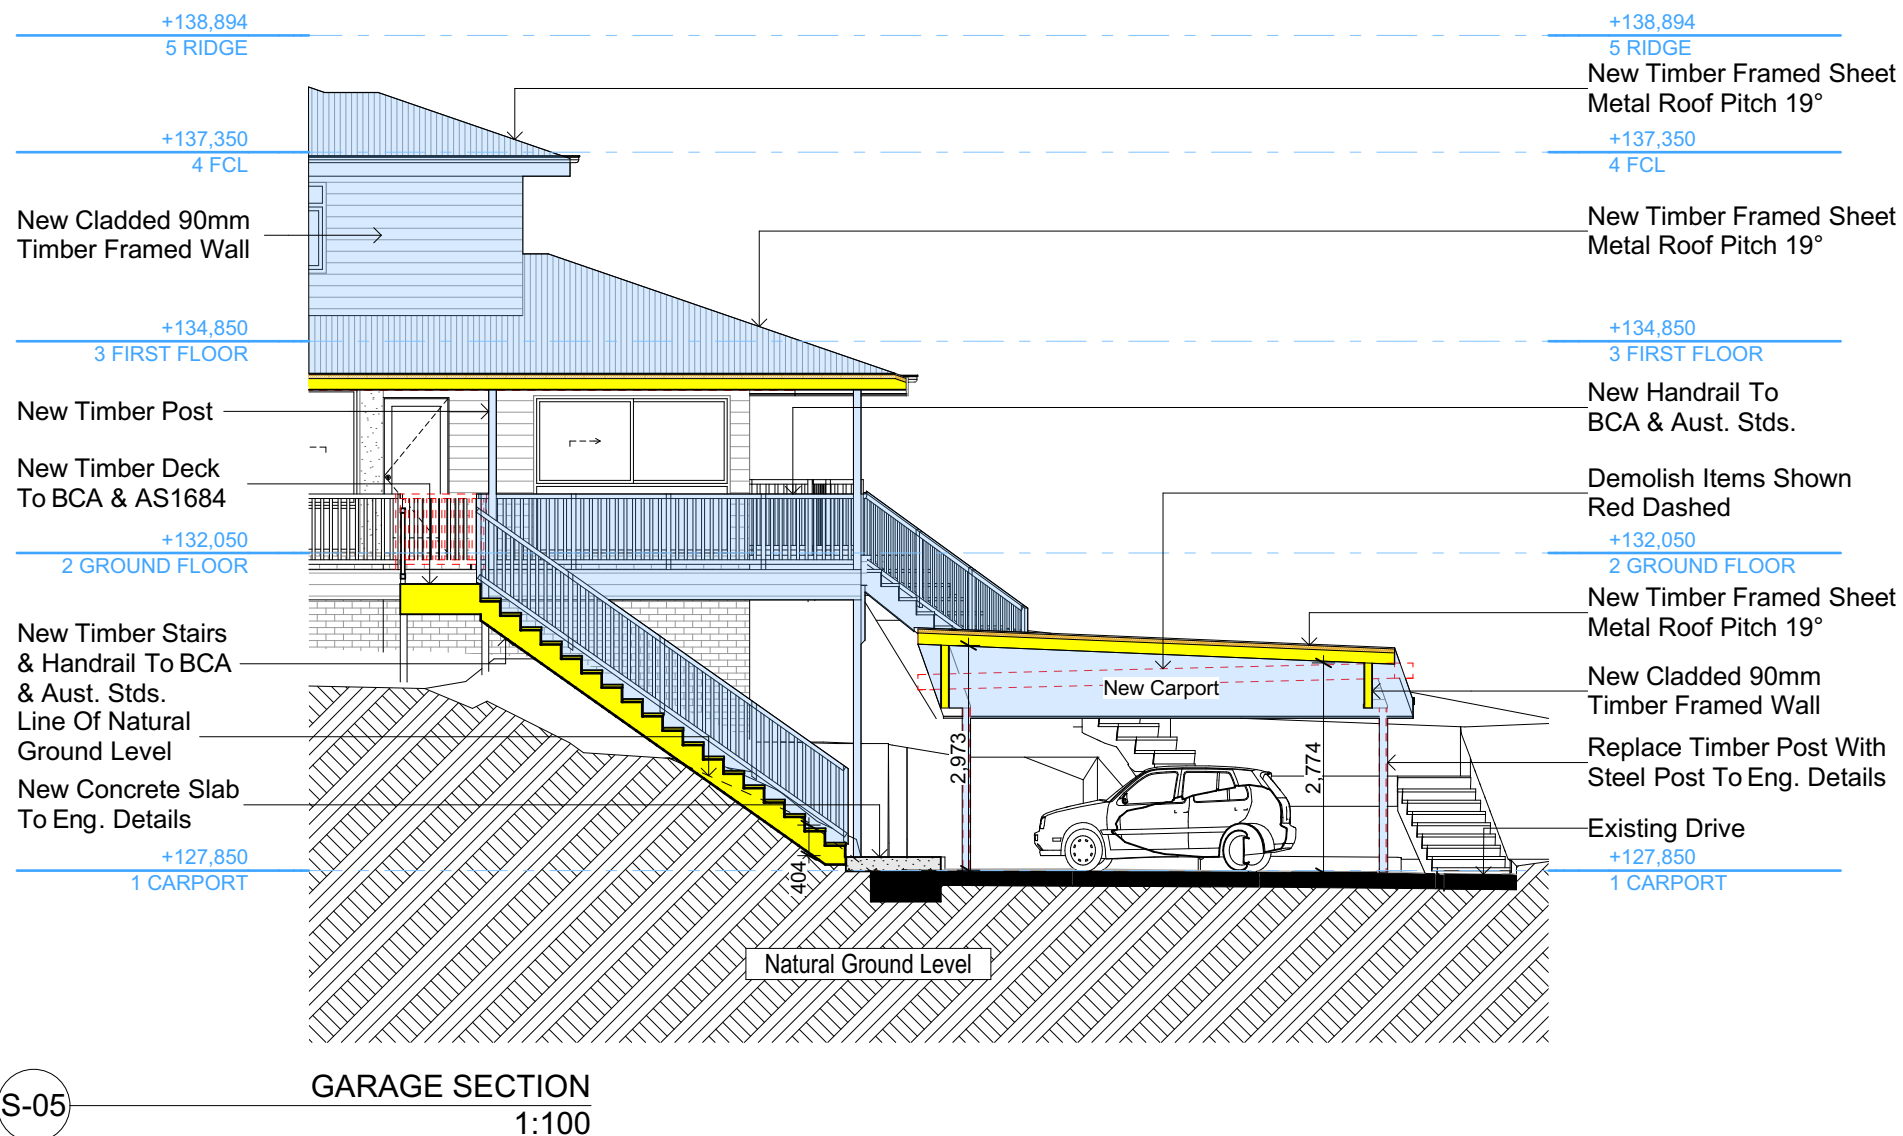 +138,894
5 RIDGE
+137,350
4 FCL
New Cladded 90mm
Timber Framed Wall
+134,850
3 FIRST FLOOR
New Timber Post
New Timber Deck
To BCA & AS1684
+132,050
2 GROUND FLOOR
New Timber Stairs
& Handrail To BCA
& Aust. Stds.
Line Of Natural
Ground Level
New Concrete Slab
To Eng. Details
+127,850
1 CARPORT
New Carport
2,973
2,774
404
Natural Ground Level
+138,894
5 RIDGE
New Timber Framed Sheet
Metal Roof Pitch 19°
+137,350
4 FCL
New Timber Framed Sheet
Metal Roof Pitch 19°
+134,850
3 FIRST FLOOR
New Handrail To
BCA & Aust. Stds.
Demolish Items Shown
Red Dashed
+132,050
2 GROUND FLOOR
New Timber Framed Sheet
Metal Roof Pitch 19°
New Cladded 90mm
Timber Framed Wall
Replace Timber Post With
Steel Post To Eng. Details
Existing Drive
+127,850
1 CARPORT
S-05
GARAGE SECTION
1:100